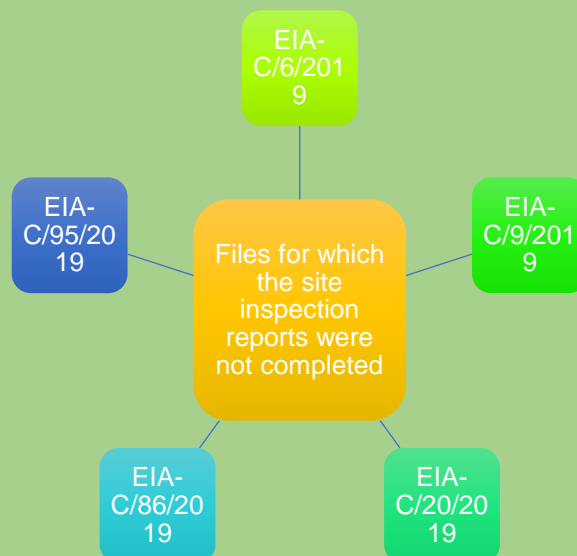 EIA-
C/6/201
9
EIA-
C/95/20
19
EIA-
C/9/201
9
Files for which
the site
inspection
reports were
not completed
EIA-
C/86/20
19
EIA-
C/20/20
19